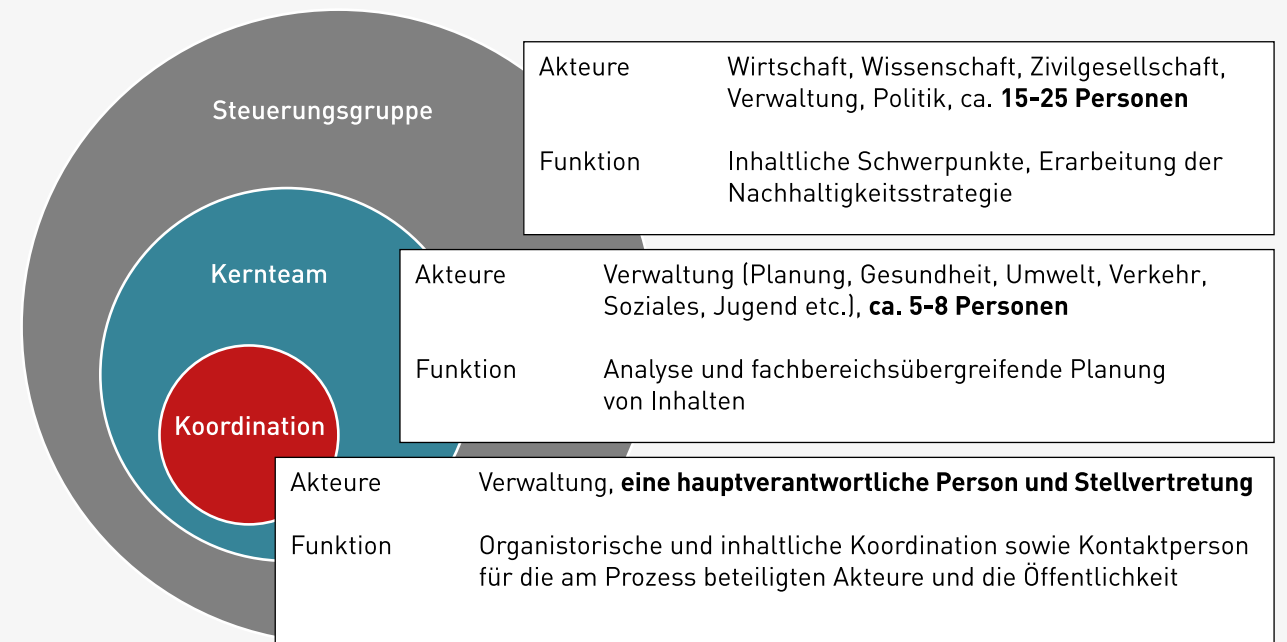 Steuerungsgruppe
Akteure Wirtschaft, Wissenschaft, Zivilgesellschaft,
Verwaltung, Politik, ca. 15-25 Personen
Funktion Inhaltliche Schwerpunkte, Erarbeitung der
Nachhaltigkeitsstrategie
Kernteam
Akteure Verwaltung (Planung, Gesundheit, Umwelt, Verkehr,
Soziales, Jugend etc.), ca. 5-8 Personen
Funktion Analyse und fachbereichsübergreifende Planung
von Inhalten
Koordination
Akteure Verwaltung, eine hauptverantwortliche Person und Stellvertretung
Funktion Organistorische und inhaltliche Koordination sowie Kontaktperson
für die am Prozess beteiligten Akteure und die Öffentlichkeit